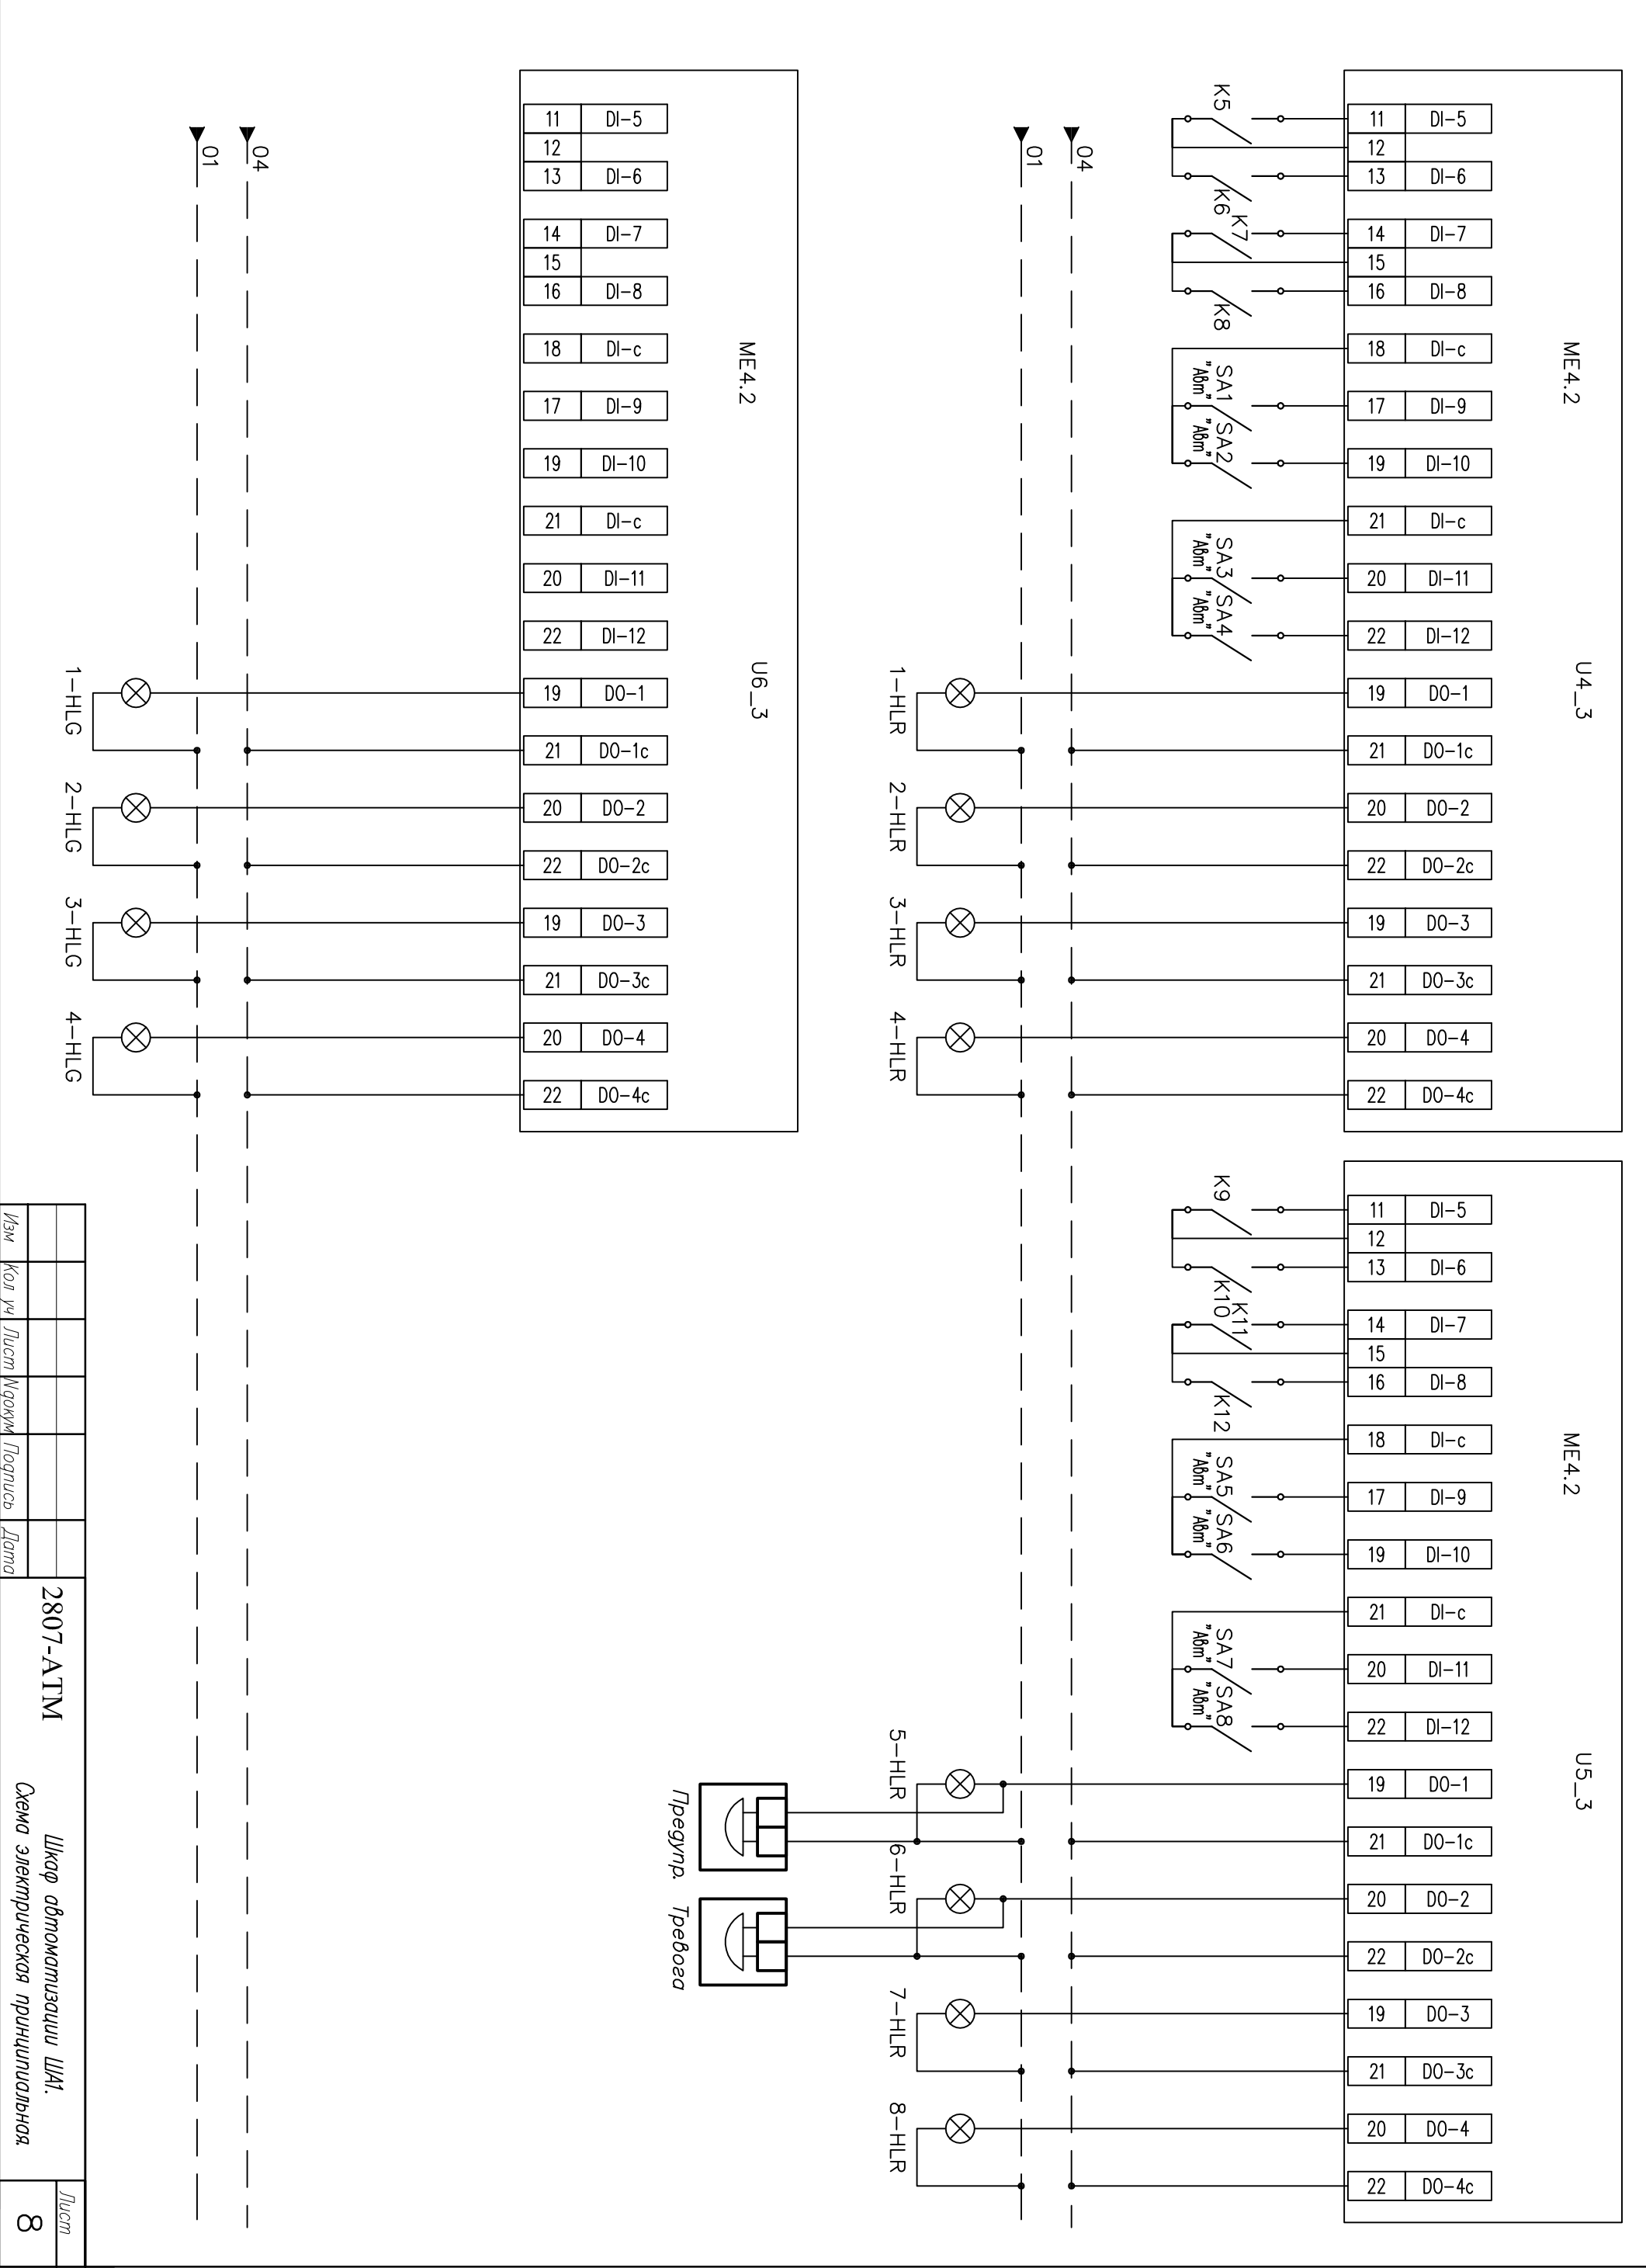 ME4.2
U4_3
11 DI-5
12
13 DI-6
14 DI-7
15
16 DI-8
18 DI-c
17 DI-9
19 DI-10
21 DI-c
20 DI-11
22 DI-12
19 DO-1
21 DO-1c
20 DO-2
22 DO-2c
19 DO-3
21 DO-3c
20 DO-4
22 DO-4c
K5
K6
K7
K8
SA1
"Авт"
SA2
"Авт"
SA3
"Авт"
SA4
"Авт"
04
01
1-HLR
2-HLR
3-HLR
4-HLR
ME4.2
U5_3
11 DI-5
12
13 DI-6
14 DI-7
15
16 DI-8
18 DI-c
17 DI-9
19 DI-10
21 DI-c
20 DI-11
22 DI-12
19 DO-1
21 DO-1c
20 DO-2
22 DO-2c
19 DO-3
21 DO-3c
20 DO-4
22 DO-4c
K9
K10
K11
K12
SA5
"Авт"
SA6
"Авт"
SA7
"Авт"
SA8
"Авт"
5-HLR
6-HLR
7-HLR
8-HLR
Предупр.
Тревога
ME4.2
U6_3
11 DI-5
12
13 DI-6
14 DI-7
15
16 DI-8
18 DI-c
17 DI-9
19 DI-10
21 DI-c
20 DI-11
22 DI-12
19 DO-1
21 DO-1c
20 DO-2
22 DO-2c
19 DO-3
21 DO-3c
20 DO-4
22 DO-4c
04
01
1-HLG
2-HLG
3-HLG
4-HLG
Изм Кол уч Лист Nдокум Подпись Дата
2807-АТМ
Шкаф автоматизации ША1.
Схема электрическая принципиальная.
Лист
8